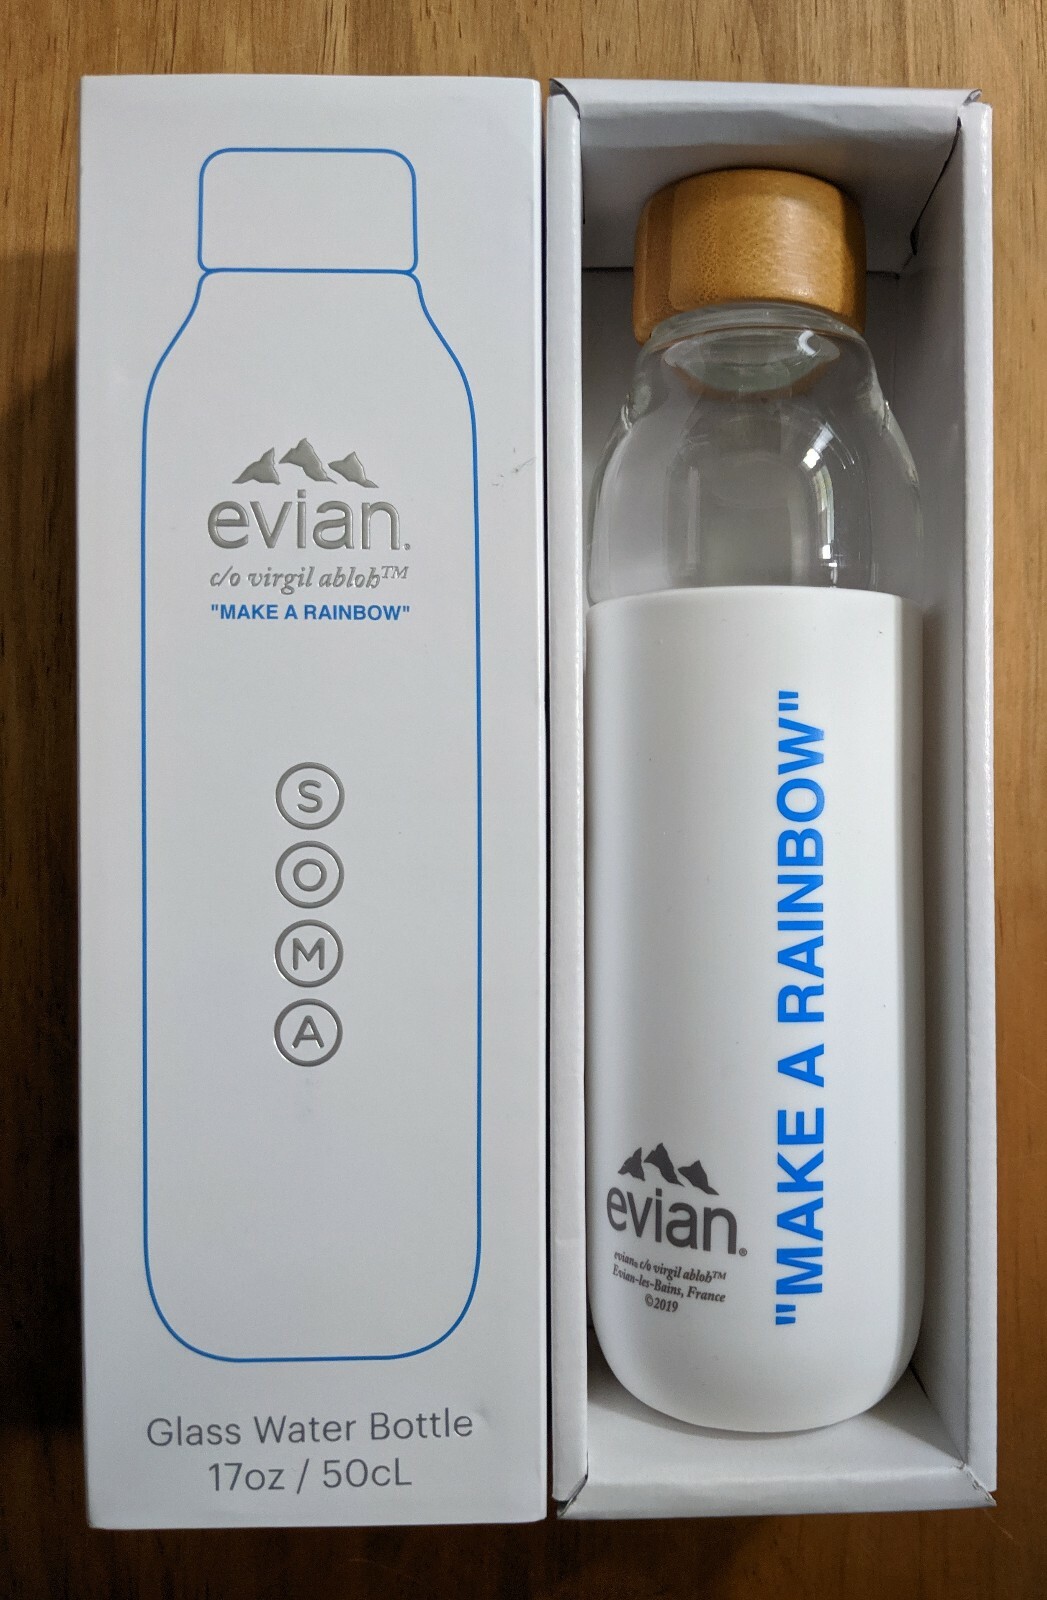 evian.
c/o virgil abloh™
"MAKE A RAINBOW"
S
O
M
A
Glass Water Bottle
17oz / 50cL
"MAKE A RAINBOW"
evian®
evian® c/o virgil abloh™
Evian-les-Bains, France
©2019